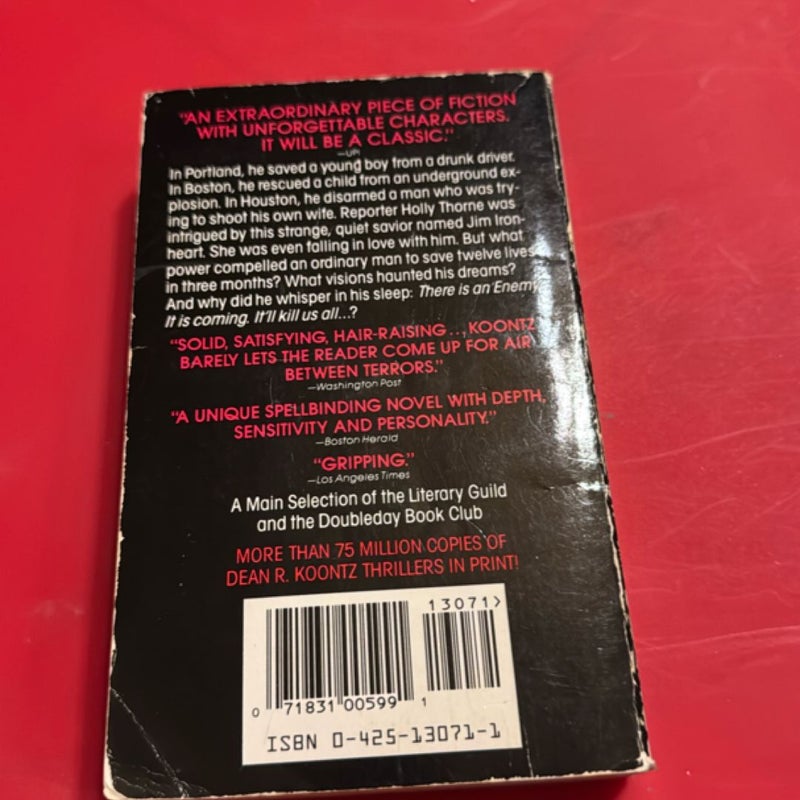 "AN EXTRAORDINARY PIECE OF FICTION
WITH UNFORGETTABLE CHARACTERS.
IT WILL BE A CLASSIC."
—UPI
In Portland, he saved a young boy from a drunk driver.
In Boston, he rescued a child from an underground ex-
plosion. In Houston, he disarmed a man who was try-
ing to shoot his own wife. Reporter Holly Thorne was
intrigued by this strange, quiet savior named Jim Iron-
heart. She was even falling in love with him. But what
power compelled an ordinary man to save twelve lives
in three months? What visions haunted his dreams?
And why did he whisper in his sleep: There is an Enemy.
It is coming. It'll kill us all...?
"SOLID, SATISFYING, HAIR-RAISING . . . KOONTZ
BARELY LETS THE READER COME UP FOR AIR
BETWEEN TERRORS."
—Washington Post
"A UNIQUE SPELLBINDING NOVEL WITH DEPTH,
SENSITIVITY AND PERSONALITY."
—Boston Herald
"GRIPPING."
—Los Angeles Times
A Main Selection of the Literary Guild
and the Doubleday Book Club
MORE THAN 75 MILLION COPIES OF
DEAN R. KOONTZ THRILLERS IN PRINT!
13071>
0 71831 00599 1
ISBN 0-425-13071-1